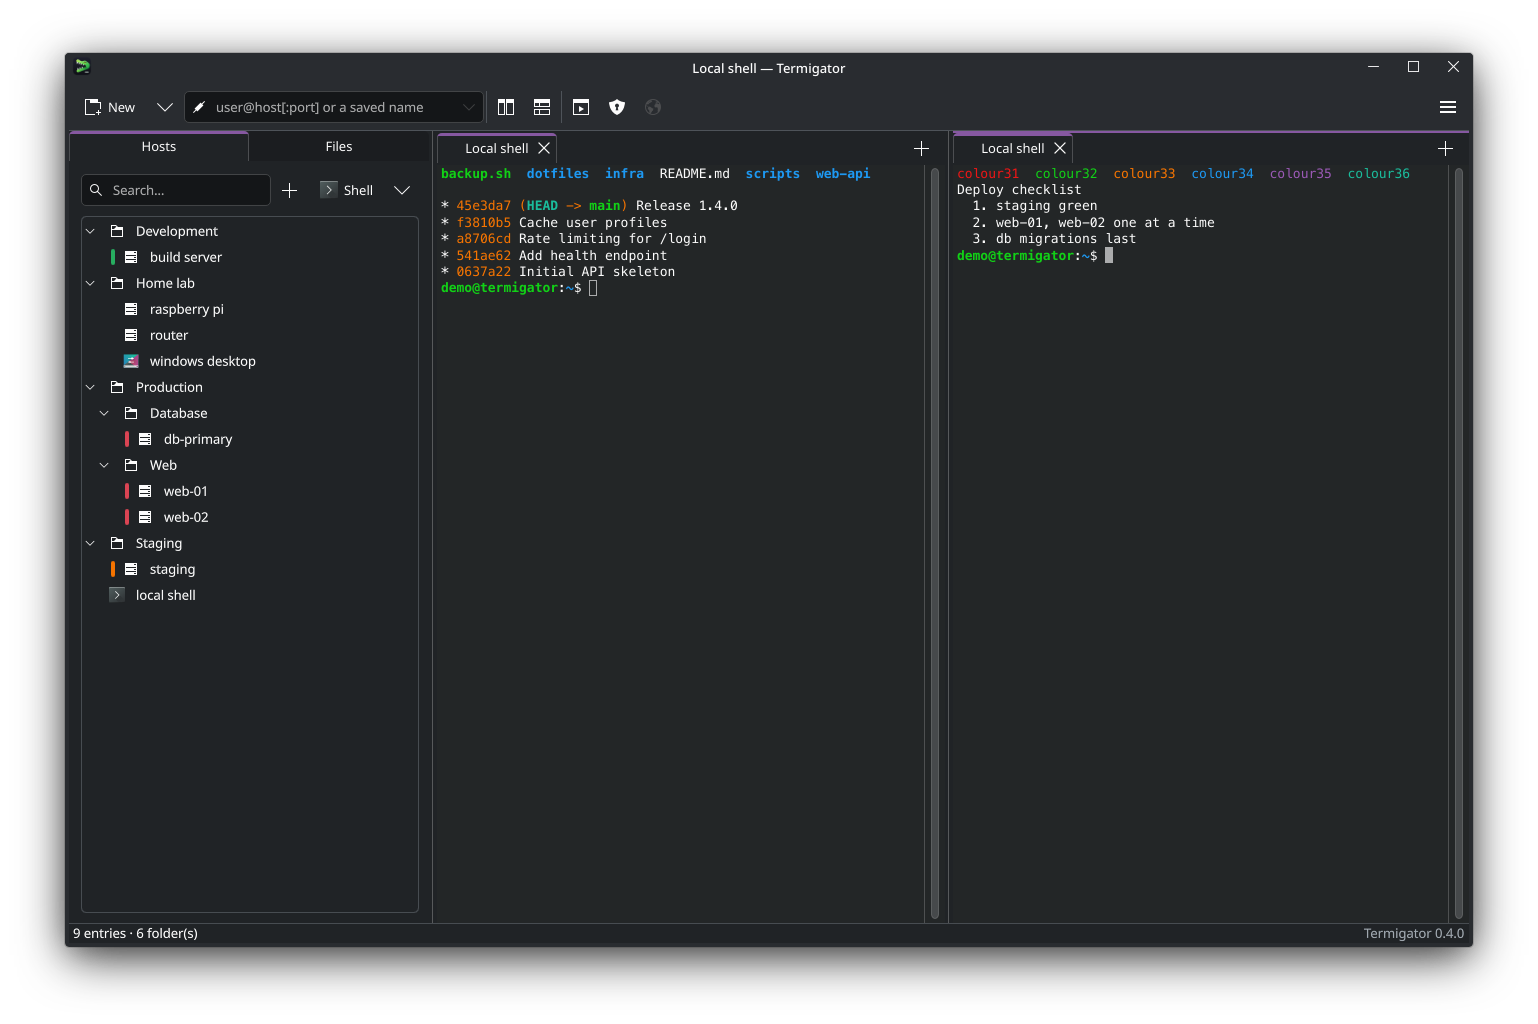 Local shell — Termigator
New
user@host[:port] or a saved name
Hosts
Files
Search...
Shell
Development
build server
Home lab
raspberry pi
router
windows desktop
Production
Database
db-primary
Web
web-01
web-02
Staging
staging
local shell
Local shell
backup.sh dotfiles infra README.md scripts web-api
* 45e3da7 (HEAD -> main) Release 1.4.0
* f3810b5 Cache user profiles
* a8706cd Rate limiting for /login
* 541ae62 Add health endpoint
* 0637a22 Initial API skeleton
demo@termigator:~$
Local shell
colour31 colour32 colour33 colour34 colour35 colour36
Deploy checklist
1. staging green
2. web-01, web-02 one at a time
3. db migrations last
demo@termigator:~$
9 entries · 6 folder(s)
Termigator 0.4.0